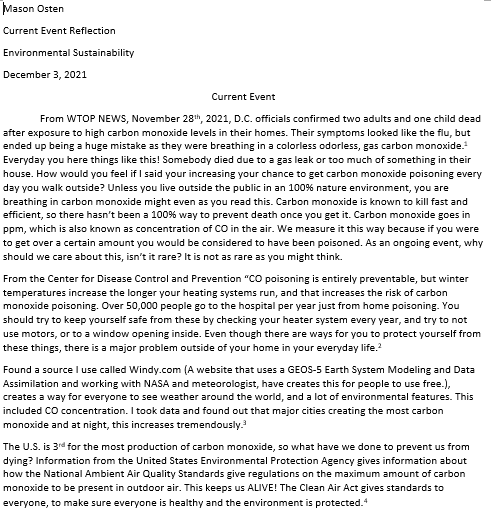 Mason Osten
Current Event Reflection
Environmental Sustainability
December 3, 2021
Current Event
From WTOP NEWS, November 28th, 2021, D.C. officials confirmed two adults and one child dead
after exposure to high carbon monoxide levels in their homes. Their symptoms looked like the flu, but
ended up being a huge mistake as they were breathing in a colorless odorless, gas carbon monoxide.1
Everyday you here things like this! Somebody died due to a gas leak or too much of something in their
house. How would you feel if I said your increasing your chance to get carbon monoxide poisoning every
day you walk outside? Unless you live outside the public in an 100% nature environment, you are
breathing in carbon monoxide might even as you read this. Carbon monoxide is known to kill fast and
efficient, so there hasn't been a 100% way to prevent death once you get it. Carbon monoxide goes in
ppm, which is also known as concentration of CO in the air. We measure it this way because if you were
to get over a certain amount you would be considered to have been poisoned. As an ongoing event, why
should we care about this, isn't it rare? It is not as rare as you might think.
From the Center for Disease Control and Prevention "CO poisoning is entirely preventable, but winter
temperatures increase the longer your heating systems run, and that increases the risk of carbon
monoxide poisoning. Over 50,000 people go to the hospital per year just from home poisoning. You
should try to keep yourself safe from these by checking your heater system every year, and try to not
use motors, or to a window opening inside. Even though there are ways for you to protect yourself from
these things, there is a major problem outside of your home in your everyday life.2
Found a source I use called Windy.com (A website that uses a GEOS-5 Earth System Modeling and Data
Assimilation and working with NASA and meteorologist, have creates this for people to use free.),
creates a way for everyone to see weather around the world, and a lot of environmental features. This
included CO concentration. I took data and found out that major cities creating the most carbon
monoxide and at night, this increases tremendously.3
The U.S. is 3rd for the most production of carbon monoxide, so what have we done to prevent us from
dying? Information from the United States Environmental Protection Agency gives information about
how the National Ambient Air Quality Standards give regulations on the maximum amount of carbon
monoxide to be present in outdoor air. This keeps us ALIVE! The Clean Air Act gives standards to
everyone, to make sure everyone is healthy and the environment is protected.4